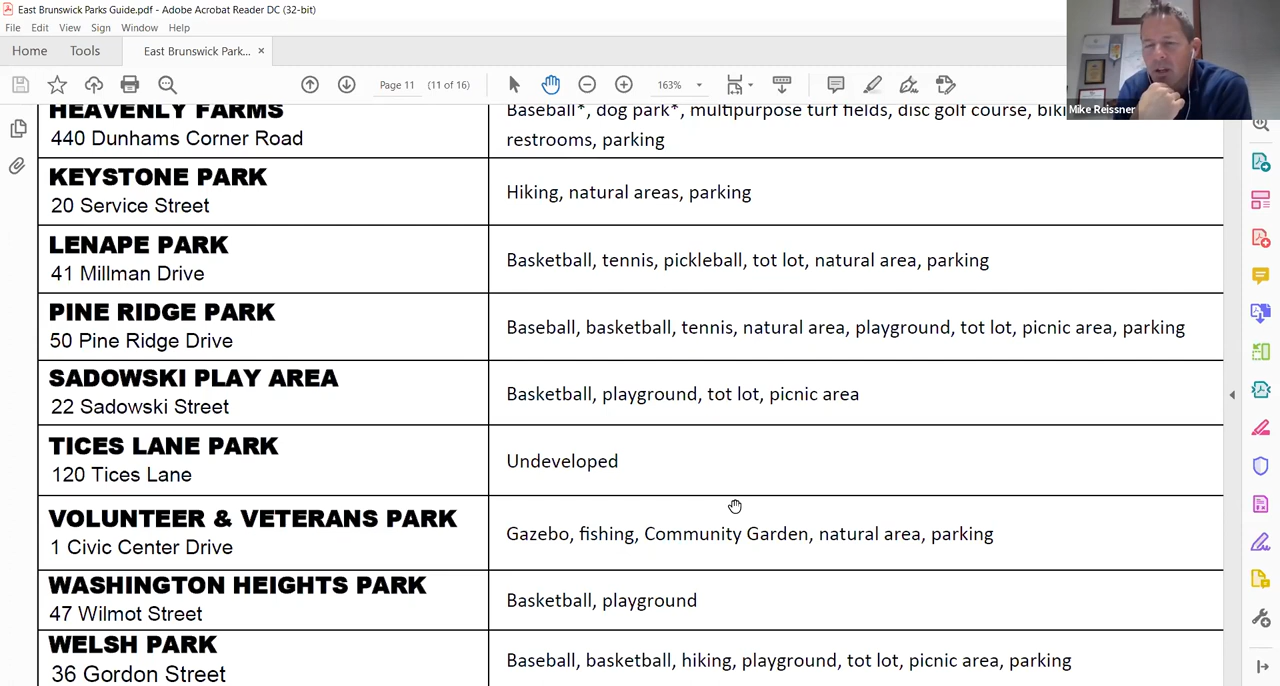 East Brunswick Parks Guide.pdf - Adobe Acrobat Reader DC (32-bit)
File Edit View Sign Window Help
Home Tools East Brunswick Park... ×
Page 11 (11 of 16) 163%
Mike Reissner
HEAVENLY FARMS
440 Dunhams Corner Road
Baseball*, dog park*, multipurpose turf fields, disc golf course,
restrooms, parking
KEYSTONE PARK
20 Service Street
Hiking, natural areas, parking
LENAPE PARK
41 Millman Drive
Basketball, tennis, pickleball, tot lot, natural area, parking
PINE RIDGE PARK
50 Pine Ridge Drive
Baseball, basketball, tennis, natural area, playground, tot lot, picnic area, parking
SADOWSKI PLAY AREA
22 Sadowski Street
Basketball, playground, tot lot, picnic area
TICES LANE PARK
120 Tices Lane
Undeveloped
VOLUNTEER & VETERANS PARK
1 Civic Center Drive
Gazebo, fishing, Community Garden, natural area, parking
WASHINGTON HEIGHTS PARK
47 Wilmot Street
Basketball, playground
WELSH PARK
36 Gordon Street
Baseball, basketball, hiking, playground, tot lot, picnic area, parking